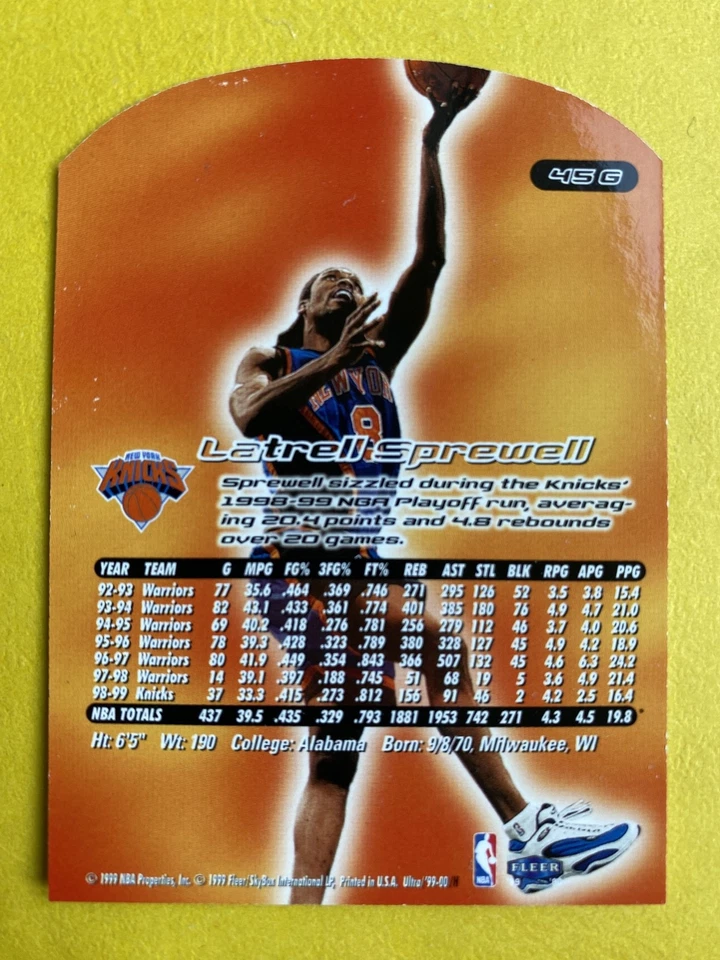 45 G
NEW YORK
8
NEW YORK
KNICKS
Latrell Sprewell
Sprewell sizzled during the Knicks'
1998-99 NBA Playoff run, averag-
ing 20.4 points and 4.8 rebounds
over 20 games.
YEAR TEAM G MPG FG% 3FG% FT% REB AST STL BLK RPG APG PPG
92-93 Warriors 77 35.6 .464 .369 .746 271 295 126 52 3.5 3.8 15.4
93-94 Warriors 82 43.1 .433 .361 .774 401 385 180 76 4.9 4.7 21.0
94-95 Warriors 69 40.2 .418 .276 .781 256 279 112 46 3.7 4.0 20.6
95-96 Warriors 78 39.3 .428 .323 .789 380 328 127 45 4.9 4.2 18.9
96-97 Warriors 80 41.9 .449 .354 .843 366 507 132 45 4.6 6.3 24.2
97-98 Warriors 14 39.1 .397 .188 .745 51 68 19 5 3.6 4.9 21.4
98-99 Knicks 37 33.3 .415 .273 .812 156 91 46 2 4.2 2.5 16.4
NBA TOTALS 437 39.5 .435 .329 .793 1881 1953 742 271 4.3 4.5 19.8
Ht: 6'5" Wt: 190 College: Alabama Born: 9/8/70, Milwaukee, WI
© 1999 NBA Properties, Inc. © 1999 Fleer/SkyBox International LP, Printed in U.S.A. Ultra/'99-00
NBA
FLEER